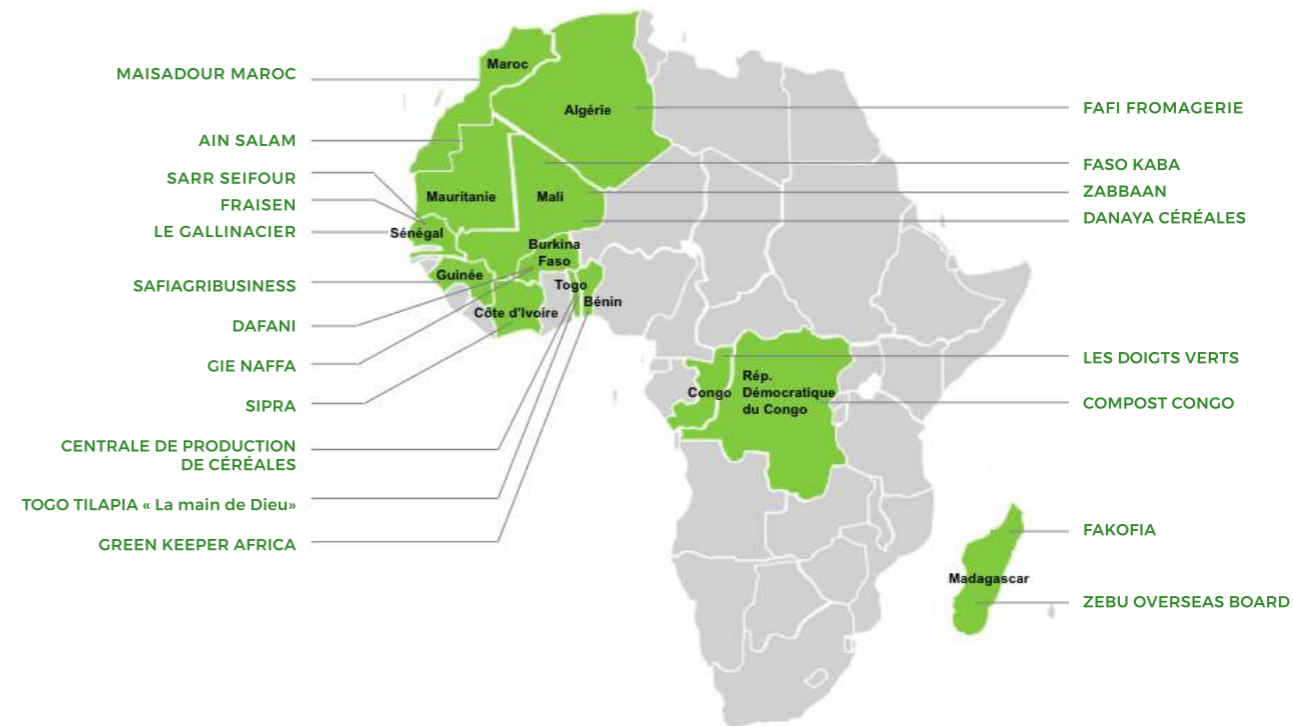 MAISADOUR MAROC
AIN SALAM
SARR SEIFOUR
FRAISEN
LE GALLINACIER
SAFIAGRIBUSINESS
DAFANI
GIE NAFFA
SIPRA
CENTRALE DE PRODUCTION
DE CÉRÉALES
TOGO TILAPIA « La main de Dieu»
GREEN KEEPER AFRICA
Maroc
Algérie
Mauritanie
Mali
Sénégal
Burkina
Faso
Guinée
Togo
Bénin
Côte d'Ivoire
Congo
Rép.
Démocratique
du Congo
Madagascar
FAFI FROMAGERIE
FASO KABA
ZABBAAN
DANAYA CÉRÉALES
LES DOIGTS VERTS
COMPOST CONGO
FAKOFIA
ZEBU OVERSEAS BOARD